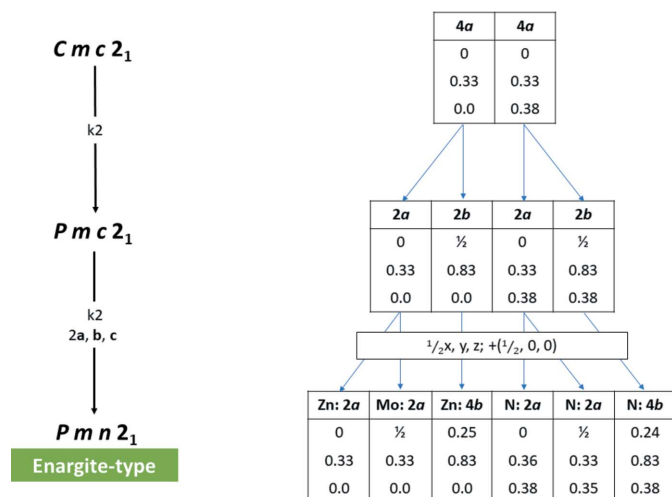 C m c 2₁
k2
P m c 2₁
k2
2a, b, c
P m n 2₁
Enargite-type
4a 4a
0 0
0.33 0.33
0.0 0.38
2a 2b 2a 2b
0 ½ 0 ½
0.33 0.83 0.33 0.83
0.0 0.0 0.38 0.38
¹/₂x, y, z; +(¹/₂, 0, 0)
Zn: 2a Mo: 2a Zn: 4b N: 2a N: 2a N: 4b
0 ½ 0.25 0 ½ 0.24
0.33 0.33 0.83 0.36 0.33 0.83
0.0 0.0 0.0 0.38 0.35 0.38